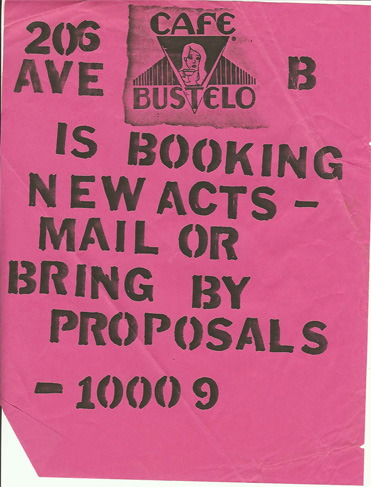 206
CAFE
AVE
B
BUSTELO
IS BOOKING
NEW ACTS –
MAIL OR
BRING BY
PROPOSALS
– 10009